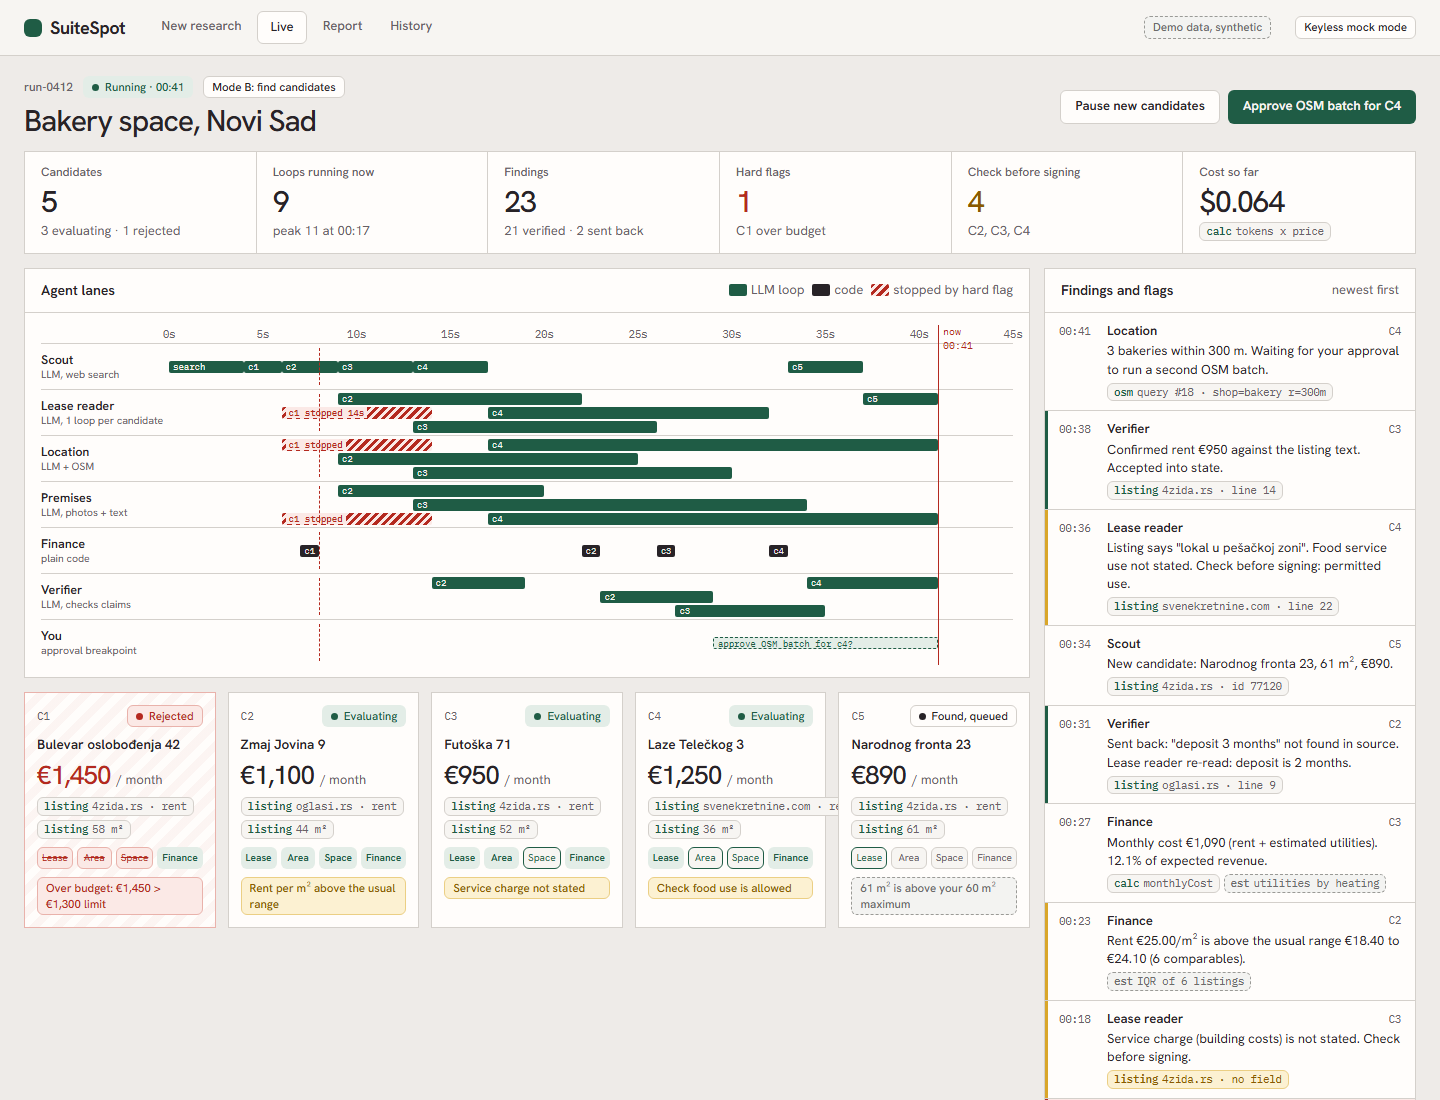 SuiteSpot
New research
Live
Report
History
Demo data, synthetic
Keyless mock mode
run-0412
Running · 00:41
Mode B: find candidates
Bakery space, Novi Sad
Pause new candidates
Approve OSM batch for C4
Candidates
5
3 evaluating · 1 rejected
Loops running now
9
peak 11 at 00:17
Findings
23
21 verified · 2 sent back
Hard flags
1
C1 over budget
Check before signing
4
C2, C3, C4
Cost so far
$0.064
calc tokens x price
Agent lanes
LLM loop
code
stopped by hard flag
0s 5s 10s 15s 20s 25s 30s 35s 40s 45s
now
00:41
Scout
LLM, web search
search c1 c2 c3 c4 c5
Lease reader
LLM, 1 loop per candidate
c2 c5
c1 stopped 14s c4
c3
Location
LLM + OSM
c1 stopped c4
c2
c3
Premises
LLM, photos + text
c2
c3
c1 stopped c4
Finance
plain code
c1 c2 c3 c4
Verifier
LLM, checks claims
c2 c4
c2
c3
You
approval breakpoint
approve OSM batch for c4?
C1
Rejected
Bulevar oslobođenja 42
€1,450 / month
listing 4zida.rs · rent
listing 58 m²
Lease Area Space Finance
Over budget: €1,450 >
€1,300 limit
C2
Evaluating
Zmaj Jovina 9
€1,100 / month
listing oglasi.rs · rent
listing 44 m²
Lease Area Space Finance
Rent per m² above the usual
range
C3
Evaluating
Futoška 71
€950 / month
listing 4zida.rs · rent
listing 52 m²
Lease Area Space Finance
Service charge not stated
C4
Evaluating
Laze Telečkog 3
€1,250 / month
listing svenekretnine.com · re
listing 36 m²
Lease Area Space Finance
Check food use is allowed
C5
Found, queued
Narodnog fronta 23
€890 / month
listing 4zida.rs · rent
listing 61 m²
Lease Area Space Finance
61 m² is above your 60 m²
maximum
Findings and flags
newest first
00:41 Location C4
3 bakeries within 300 m. Waiting for your approval
to run a second OSM batch.
osm query #18 · shop=bakery r=300m
00:38 Verifier C3
Confirmed rent €950 against the listing text.
Accepted into state.
listing 4zida.rs · line 14
00:36 Lease reader C4
Listing says "lokal u pešačkoj zoni". Food service
use not stated. Check before signing: permitted
use.
listing svenekretnine.com · line 22
00:34 Scout C5
New candidate: Narodnog fronta 23, 61 m², €890.
listing 4zida.rs · id 77120
00:31 Verifier C2
Sent back: "deposit 3 months" not found in source.
Lease reader re-read: deposit is 2 months.
listing oglasi.rs · line 9
00:27 Finance C3
Monthly cost €1,090 (rent + estimated utilities).
12.1% of expected revenue.
calc monthlyCost
est utilities by heating
00:23 Finance C2
Rent €25.00/m² is above the usual range €18.40 to
€24.10 (6 comparables).
est IQR of 6 listings
00:18 Lease reader C3
Service charge (building costs) is not stated. Check
before signing.
listing 4zida.rs · no field